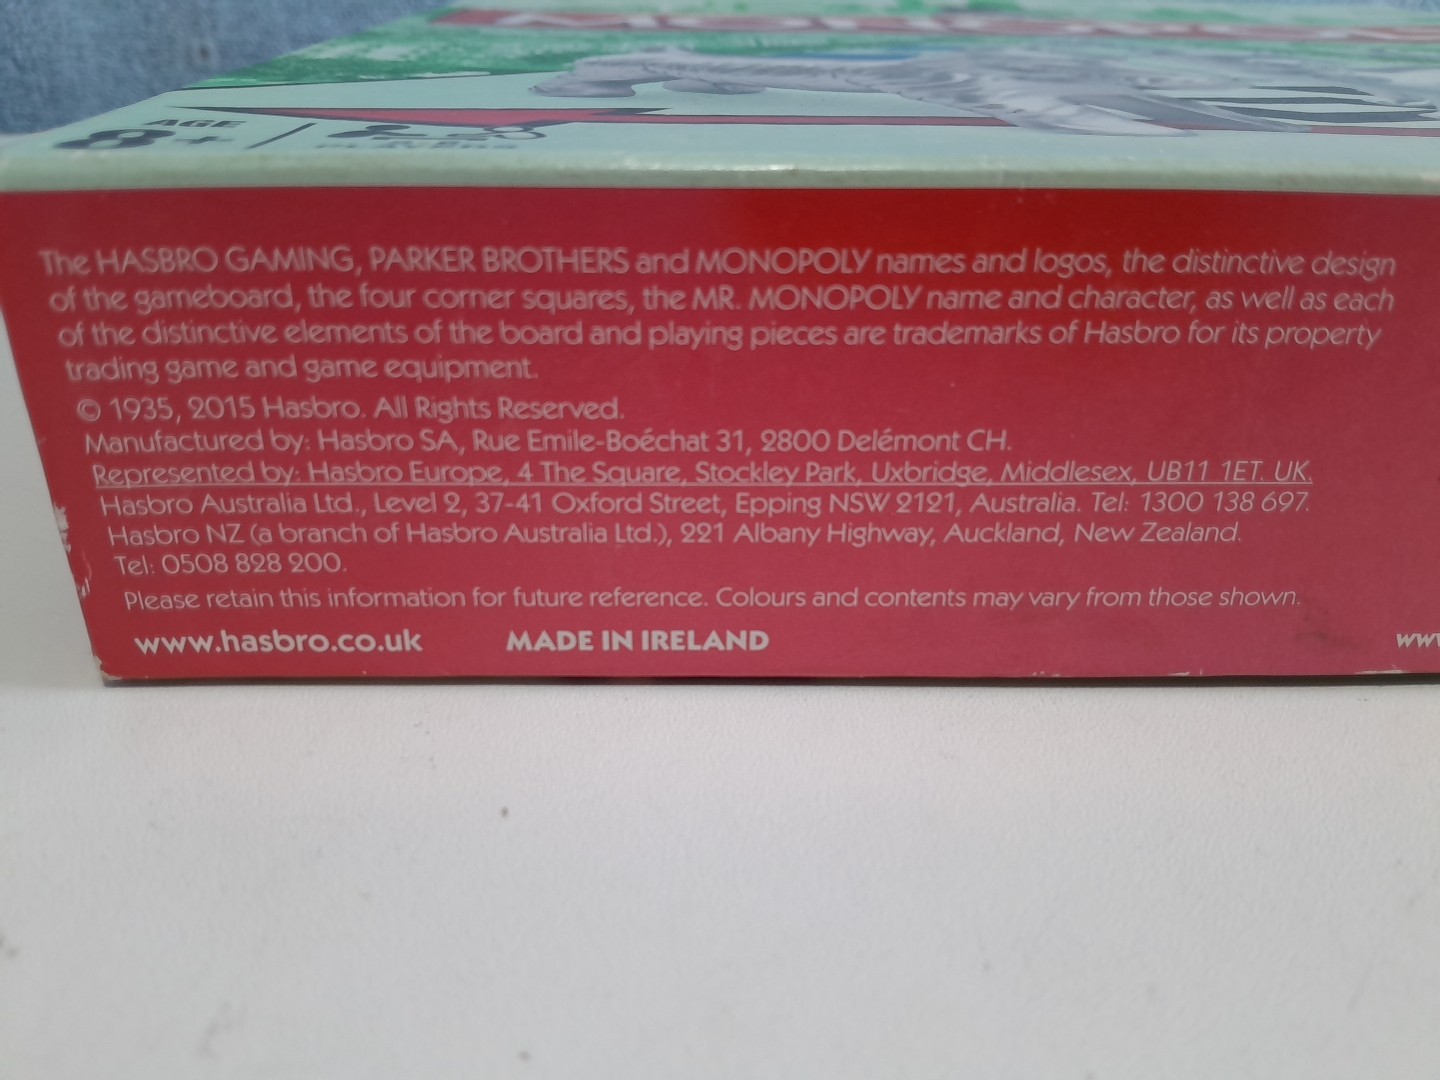 MONOPOLY
AGE
8+
PLAYERS
The HASBRO GAMING, PARKER BROTHERS and MONOPOLY names and logos, the distinctive design
of the gameboard, the four corner squares, the MR. MONOPOLY name and character, as well as each
of the distinctive elements of the board and playing pieces are trademarks of Hasbro for its property
trading game and game equipment.
© 1935, 2015 Hasbro. All Rights Reserved.
Manufactured by: Hasbro SA, Rue Emile-Boéchat 31, 2800 Delémont CH.
Represented by: Hasbro Europe, 4 The Square, Stockley Park, Uxbridge, Middlesex, UB11 1ET. UK.
Hasbro Australia Ltd., Level 2, 37-41 Oxford Street, Epping NSW 2121, Australia. Tel: 1300 138 697.
Hasbro NZ (a branch of Hasbro Australia Ltd.), 221 Albany Highway, Auckland, New Zealand.
Tel: 0508 828 200.
Please retain this information for future reference. Colours and contents may vary from those shown.
www.hasbro.co.uk MADE IN IRELAND